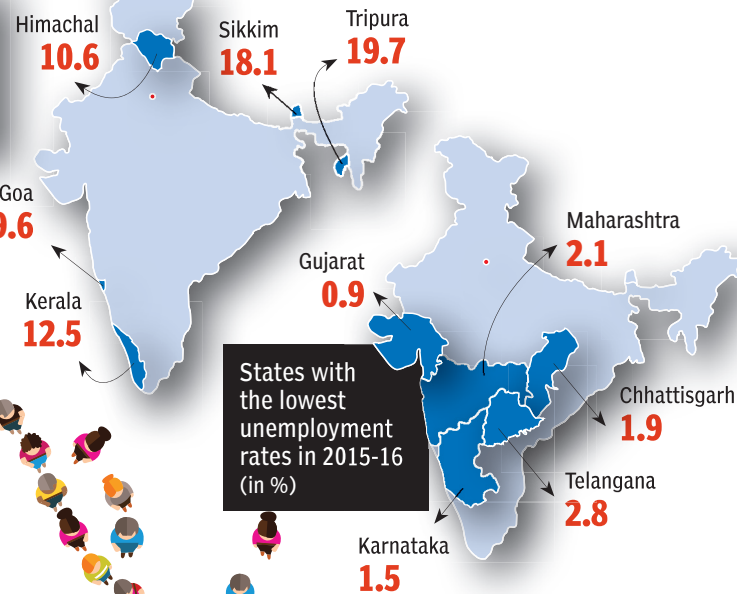 Himachal
10.6
Sikkim
18.1
Tripura
19.7
Goa
9.6
Kerala
12.5
Gujarat
0.9
Maharashtra
2.1
States with
the lowest
unemployment
rates in 2015-16
(in %)
Chhattisgarh
1.9
Telangana
2.8
Karnataka
1.5